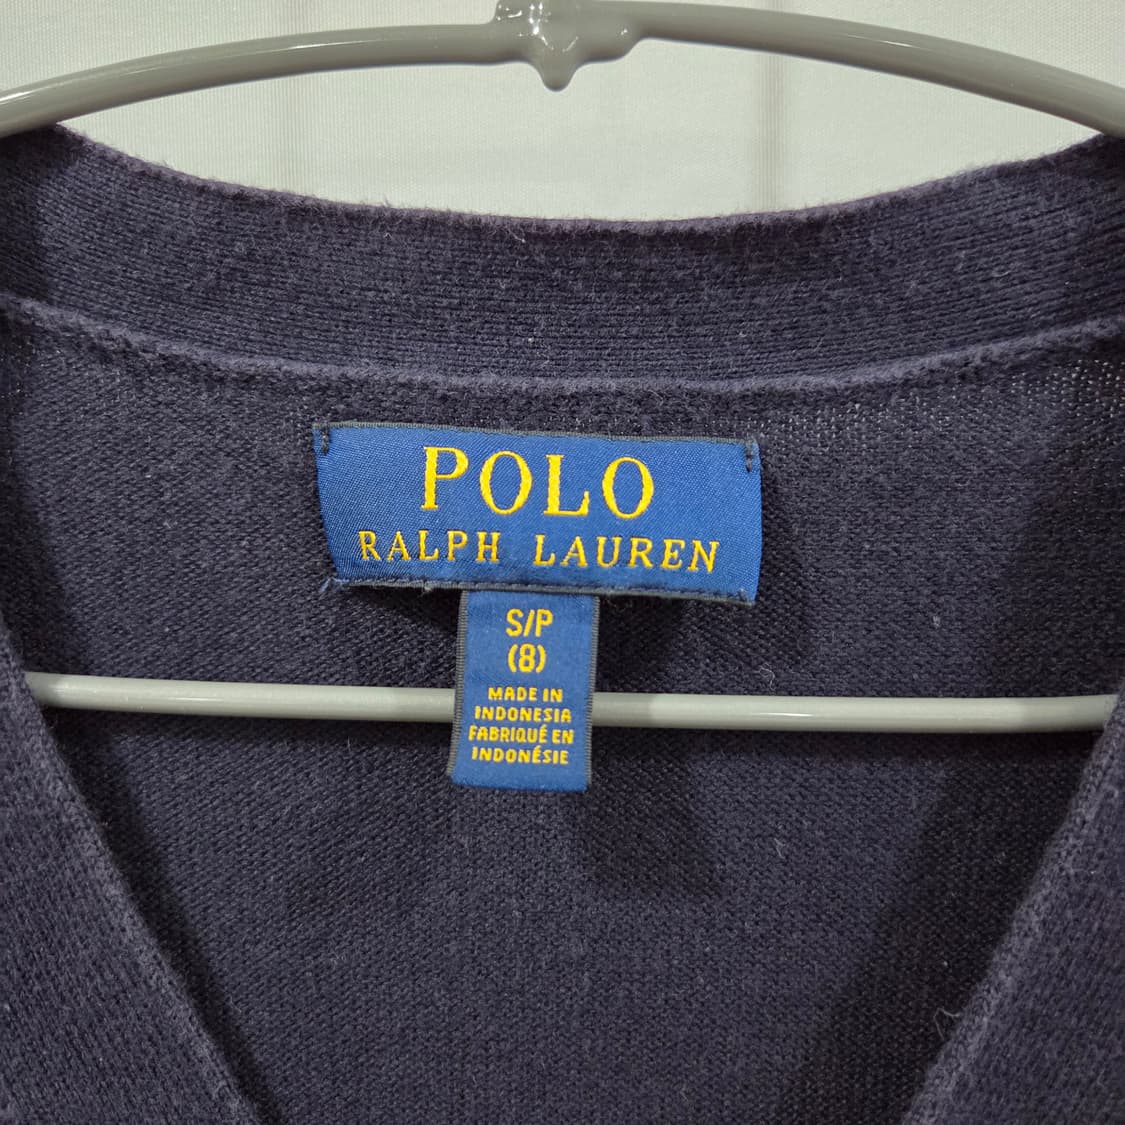 POLO
RALPH LAUREN
S/P
(8)
MADE IN
INDONESIA
FABRIQUÉ EN
INDONÉSIE